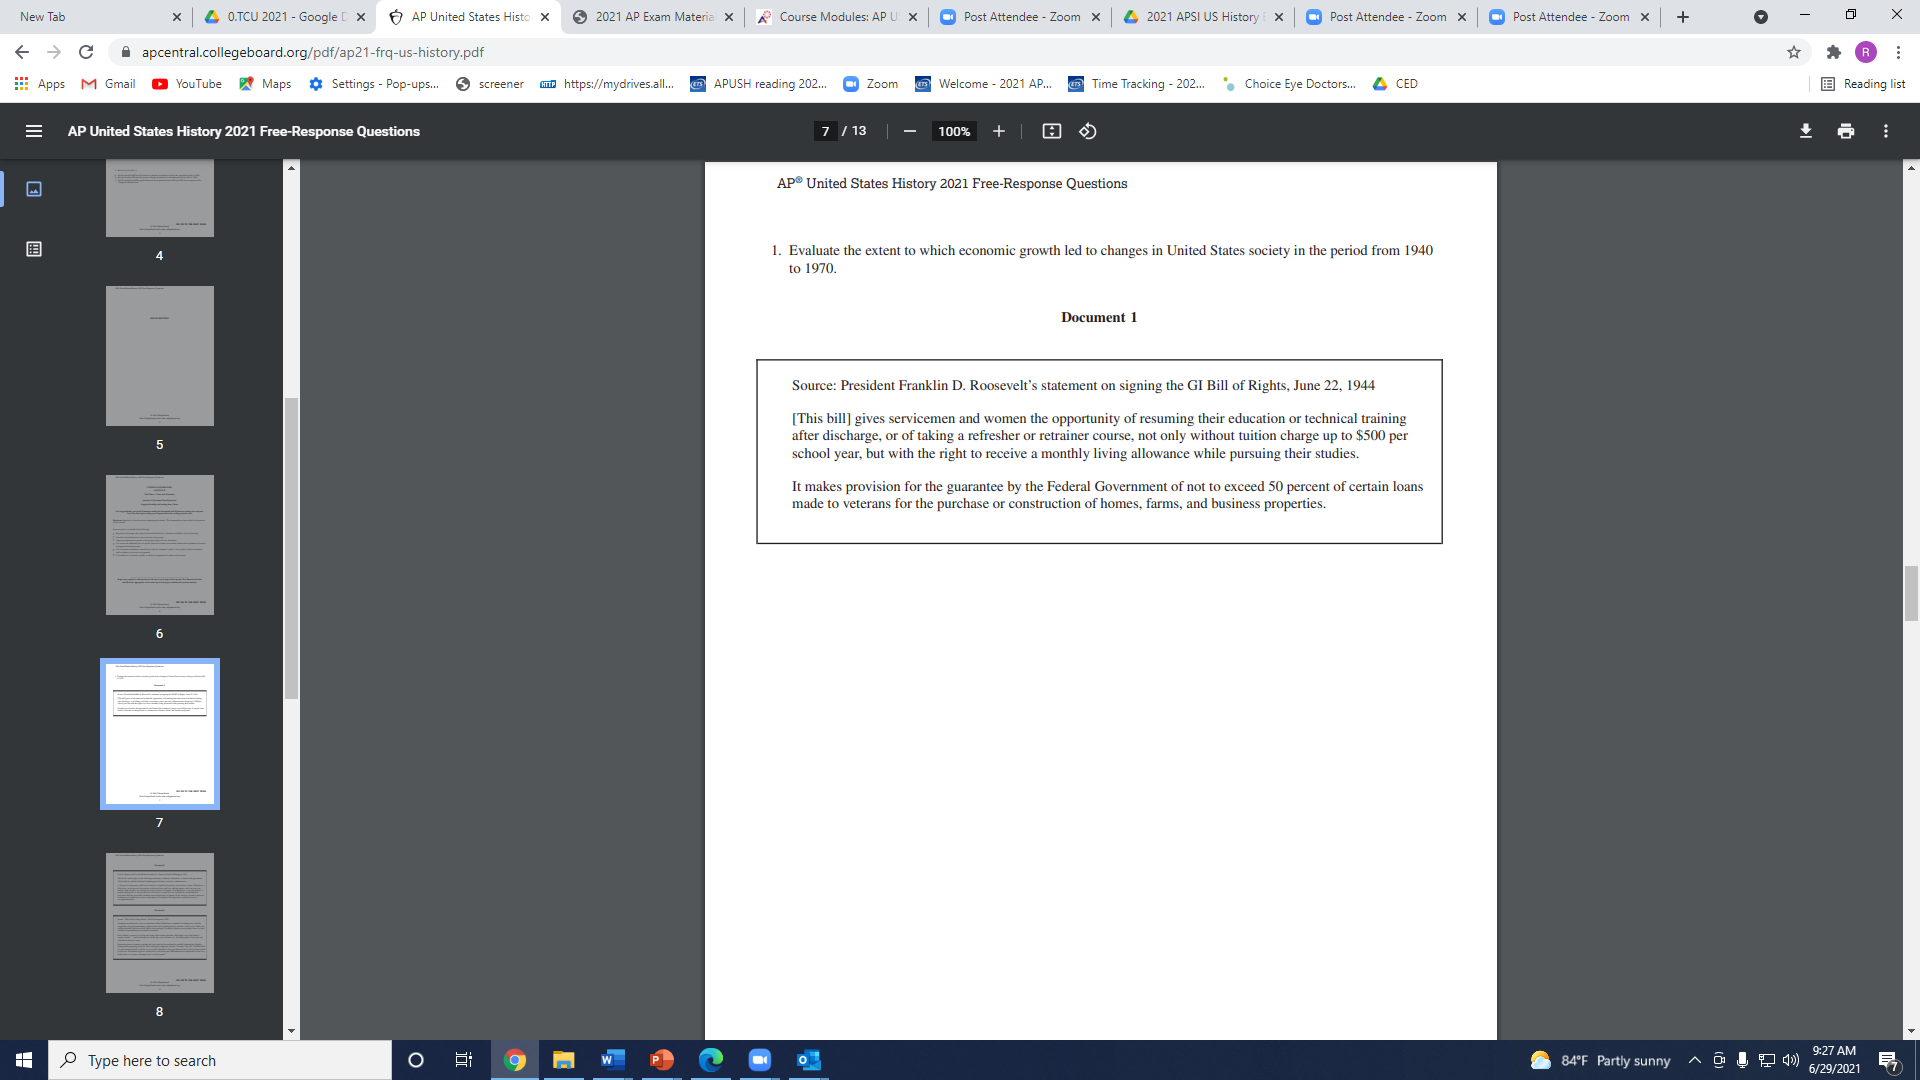 New Tab
0.TCU 2021 - Google D
AP United States Histo
2021 AP Exam Materia
Course Modules: AP U
Post Attendee - Zoom
2021 APSI US History E
Post Attendee - Zoom
Post Attendee - Zoom
apcentral.collegeboard.org/pdf/ap21-frq-us-history.pdf
R
Apps
Gmail
YouTube
Maps
Settings - Pop-ups...
screener
https://mydrives.all...
APUSH reading 202...
Zoom
Welcome - 2021 AP...
Time Tracking - 202...
Choice Eye Doctors...
CED
Reading list
AP United States History 2021 Free-Response Questions
7 / 13
100%
4
5
6
7
8
AP® United States History 2021 Free-Response Questions
1. Evaluate the extent to which economic growth led to changes in United States society in the period from 1940
to 1970.
Document 1
Source: President Franklin D. Roosevelt's statement on signing the GI Bill of Rights, June 22, 1944
[This bill] gives servicemen and women the opportunity of resuming their education or technical training
after discharge, or of taking a refresher or retrainer course, not only without tuition charge up to $500 per
school year, but with the right to receive a monthly living allowance while pursuing their studies.
It makes provision for the guarantee by the Federal Government of not to exceed 50 percent of certain loans
made to veterans for the purchase or construction of homes, farms, and business properties.
Type here to search
84°F Partly sunny
9:27 AM
6/29/2021
7